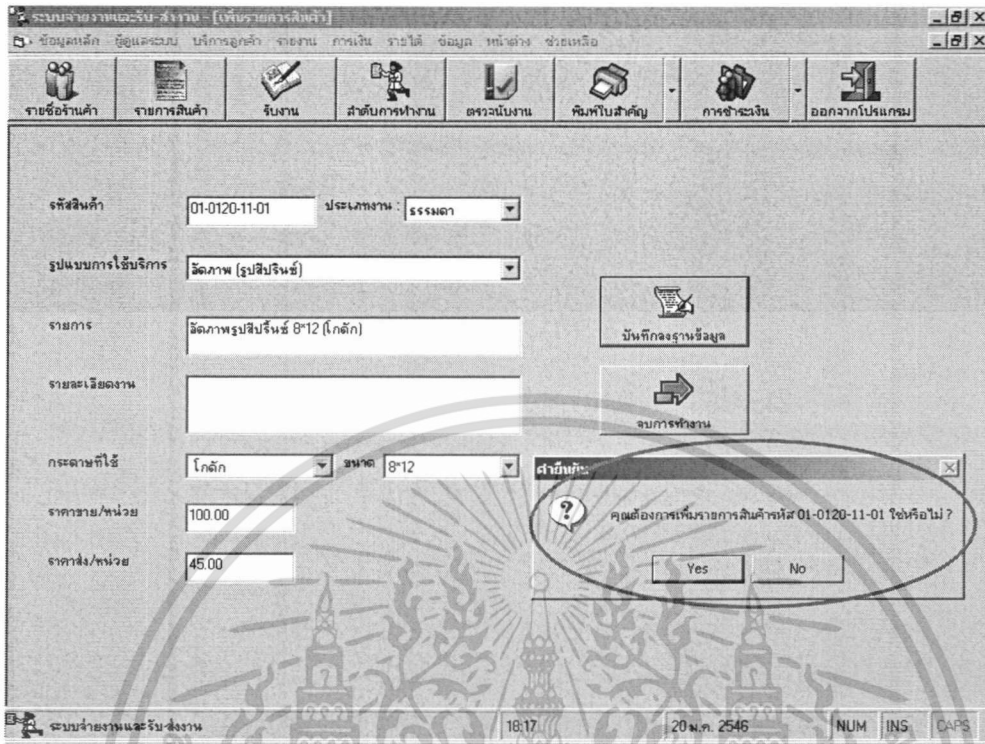 ระบบจ่ายงานและรับ-ส่งงาน - [เพิ่มรายการสินค้า]
ข้อมูลหลัก ผู้ดูแลระบบ บริการลูกค้า รายงาน การเงิน รายได้ ข้อมูล หน้าต่าง ช่วยเหลือ
รายชื่อร้านค้า รายการสินค้า รับงาน ลำดับการทำงาน ตรวจนับงาน พิมพ์ใบสำคัญ การชำระเงิน ออกจากโปรแกรม
รหัสสินค้า 01-0120-11-01 ประเภทงาน : ธรรมดา
รูปแบบการใช้บริการ อัดภาพ (รูปสีปริ้นซ์)
รายการ อัดภาพรูปสีปริ้นซ์ 8*12 (โกดัก)
บันทึกลงฐานข้อมูล
รายละเอียดงาน
จบการทำงาน
กระดาษที่ใช้ โกดัก ขนาด 8*12
คำยืนยัน
ราคาขาย/หน่วย 100.00
คุณต้องการเพิ่มรายการสินค้ารหัส 01-0120-11-01 ใช่หรือไม่ ?
ราคาส่ง/หน่วย 45.00
Yes No
ระบบจ่ายงานและรับ-ส่งงาน 18:17 20 ม.ค. 2546 NUM INS CAPS